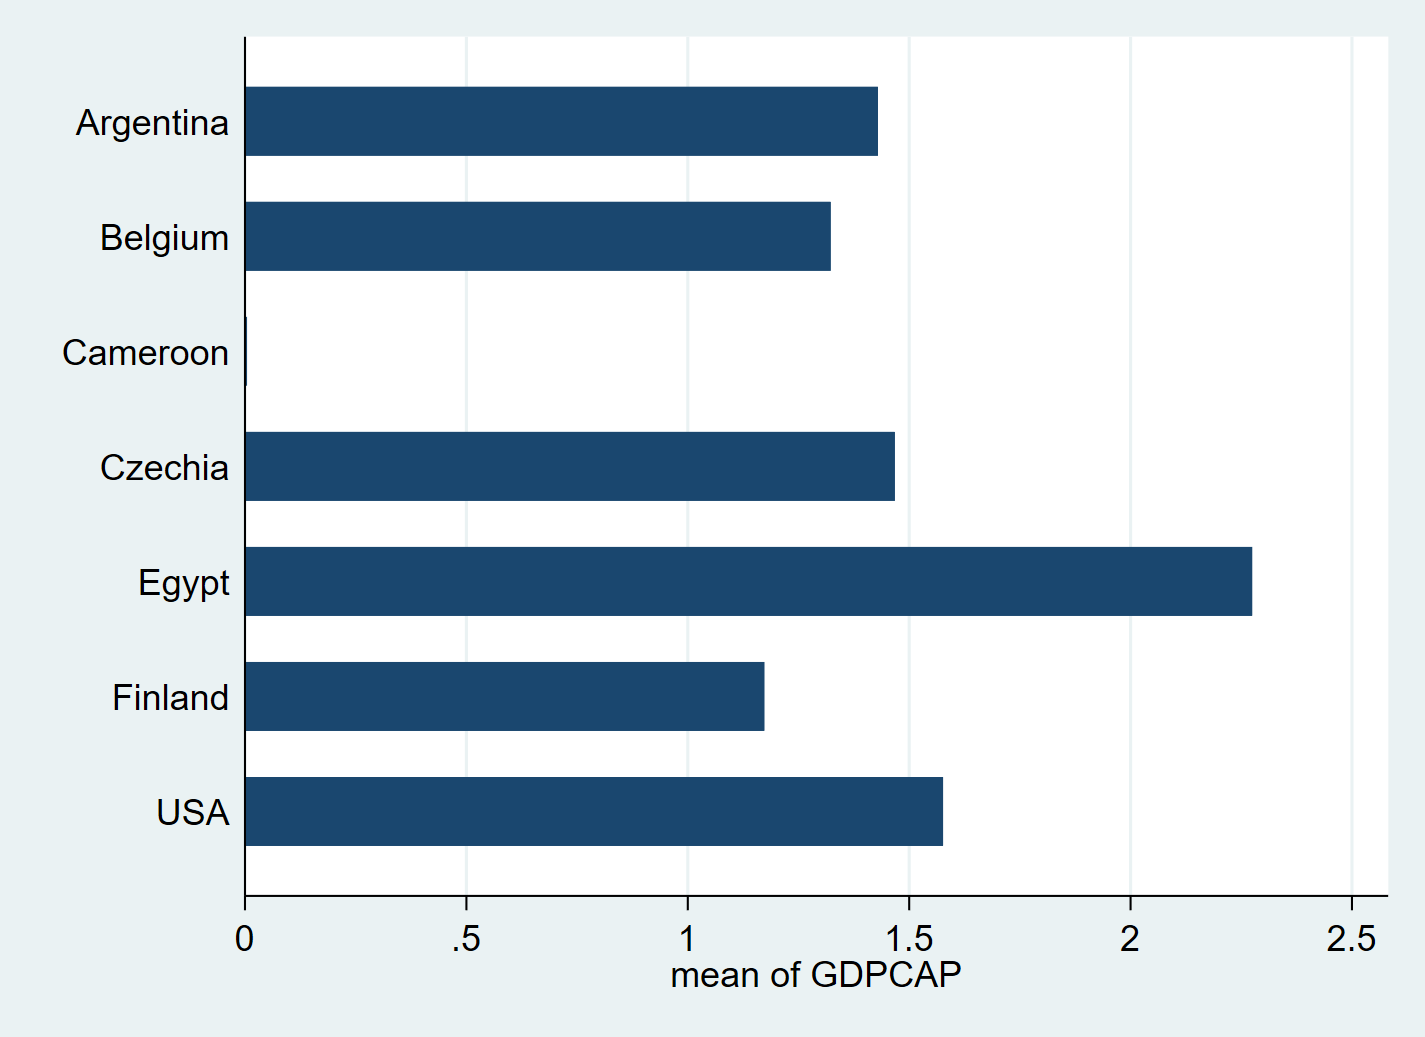 Argentina
Belgium
Cameroon
Czechia
Egypt
Finland
USA
0 .5 1 1.5 2 2.5
mean of GDPCAP